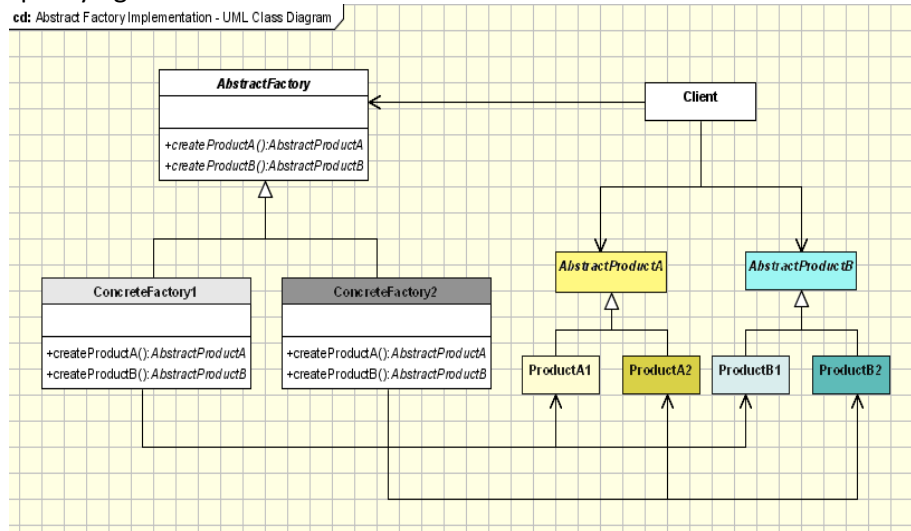 cd: Abstract Factory Implementation - UML Class Diagram
AbstractFactory
+createProductA():AbstractProductA
+createProductB():AbstractProductB
Client
AbstractProductA
AbstractProductB
ConcreteFactory1
+createProductA():AbstractProductA
+createProductB():AbstractProductB
ConcreteFactory2
+createProductA():AbstractProductA
+createProductB():AbstractProductB
ProductA1
ProductA2
ProductB1
ProductB2